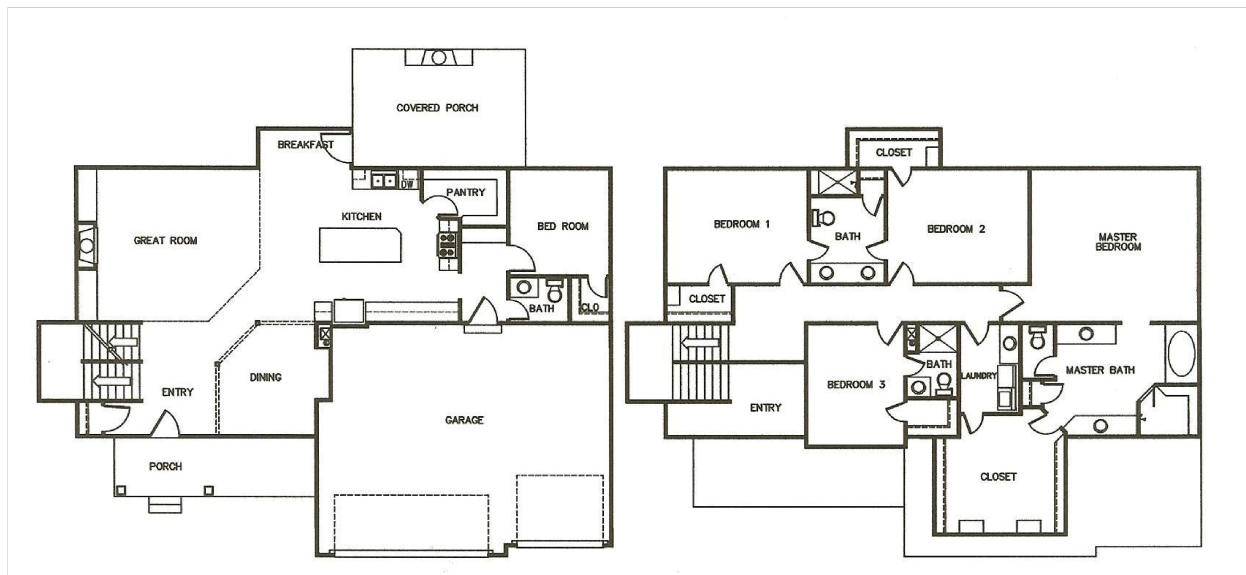 COVERED PORCH
BREAKFAST
DW
PANTRY
KITCHEN
BED ROOM
GREAT ROOM
BATH
CLO
DINING
ENTRY
GARAGE
PORCH
CLOSET
BEDROOM 1
BATH
BEDROOM 2
MASTER
BEDROOM
CLOSET
BATH
LAUNDRY
MASTER BATH
BEDROOM 3
ENTRY
CLOSET